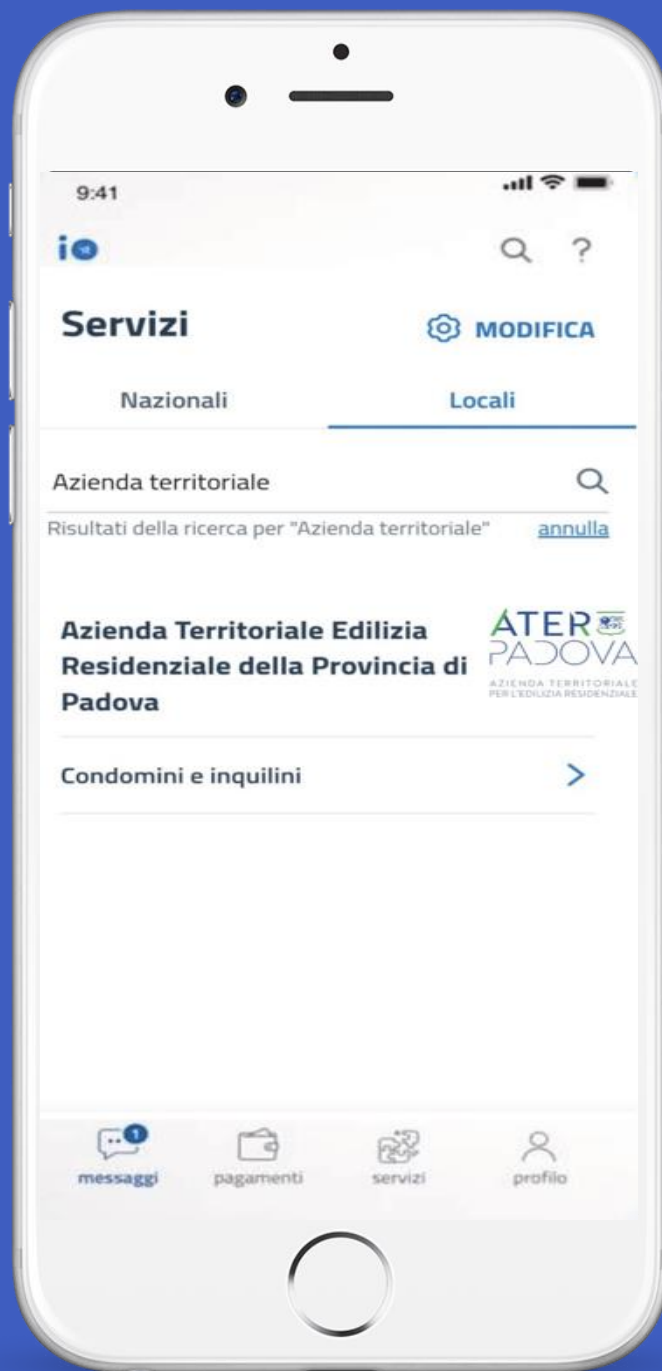 9:41
io
?
Servizi
MODIFICA
Nazionali
Locali
Azienda territoriale
Risultati della ricerca per "Azienda territoriale"
annulla
Azienda Territoriale Edilizia
Residenziale della Provincia di
Padova
ATER
PADOVA
AZIENDA TERRITORIALE
PER L'EDILIZIA RESIDENZIALE
Condomini e inquilini
1
messaggi
pagamenti
servizi
profilo